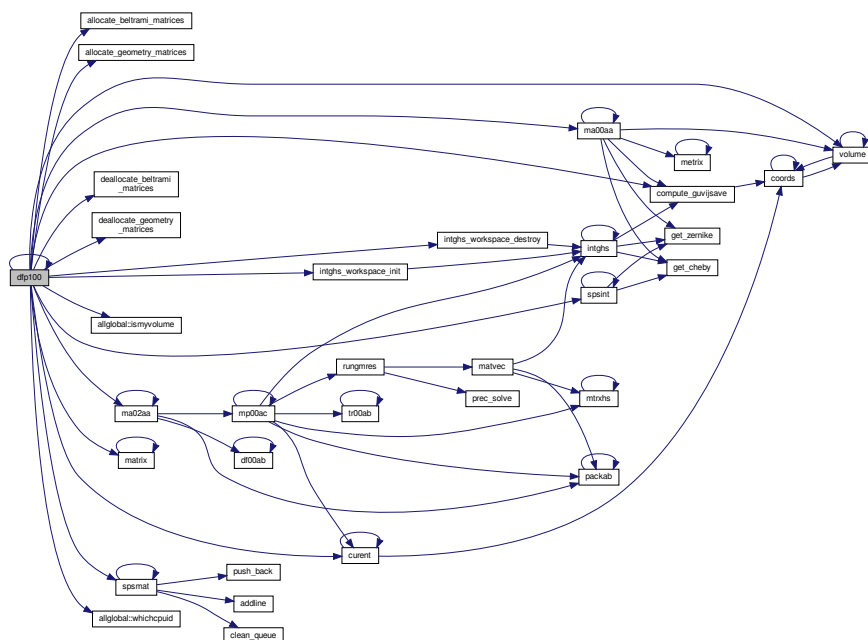 allocate_beltrami_matrices
allocate_geometry_matrices
ma00aa
volume
metrix
deallocate_beltrami
_matrices
coords
compute_guvijsave
deallocate_geometry
_matrices
get_zernike
intghs_workspace_destroy
intghs
get_cheby
intghs_workspace_init
dfp100
spsint
allglobal::ismyvolume
rungmres
matvec
prec_solve
mtrxhs
ma02aa
mp00ac
tr00ab
matrix
df00ab
packab
curent
push_back
spsmat
addline
allglobal::whichcpuid
clean_queue